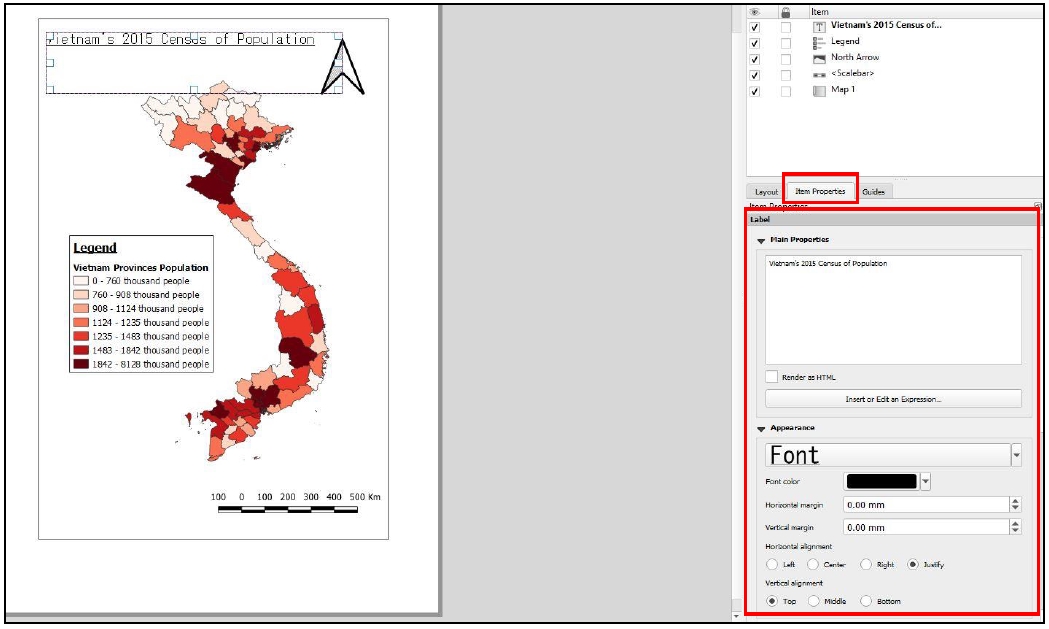 Vietnam's 2015 Census of Population
Legend
Vietnam Provinces Population
0 - 760 thousand people
760 - 908 thousand people
908 - 1124 thousand people
1124 - 1235 thousand people
1235 - 1483 thousand people
1483 - 1842 thousand people
1842 - 8128 thousand people
100 0 100 200 300 400 500 Km
Item
Vietnam's 2015 Census of...
Legend
North Arrow
<Scalebar>
Map 1
Layout Item Properties Guides
Item Properties
Label
Main Properties
Vietnam's 2015 Census of Population
Render as HTML
Insert or Edit an Expression...
Appearance
Font
Font color
Horizontal margin 0.00 mm
Vertical margin 0.00 mm
Horizontal alignment
Left Center Right Justify
Vertical alignment
Top Middle Bottom